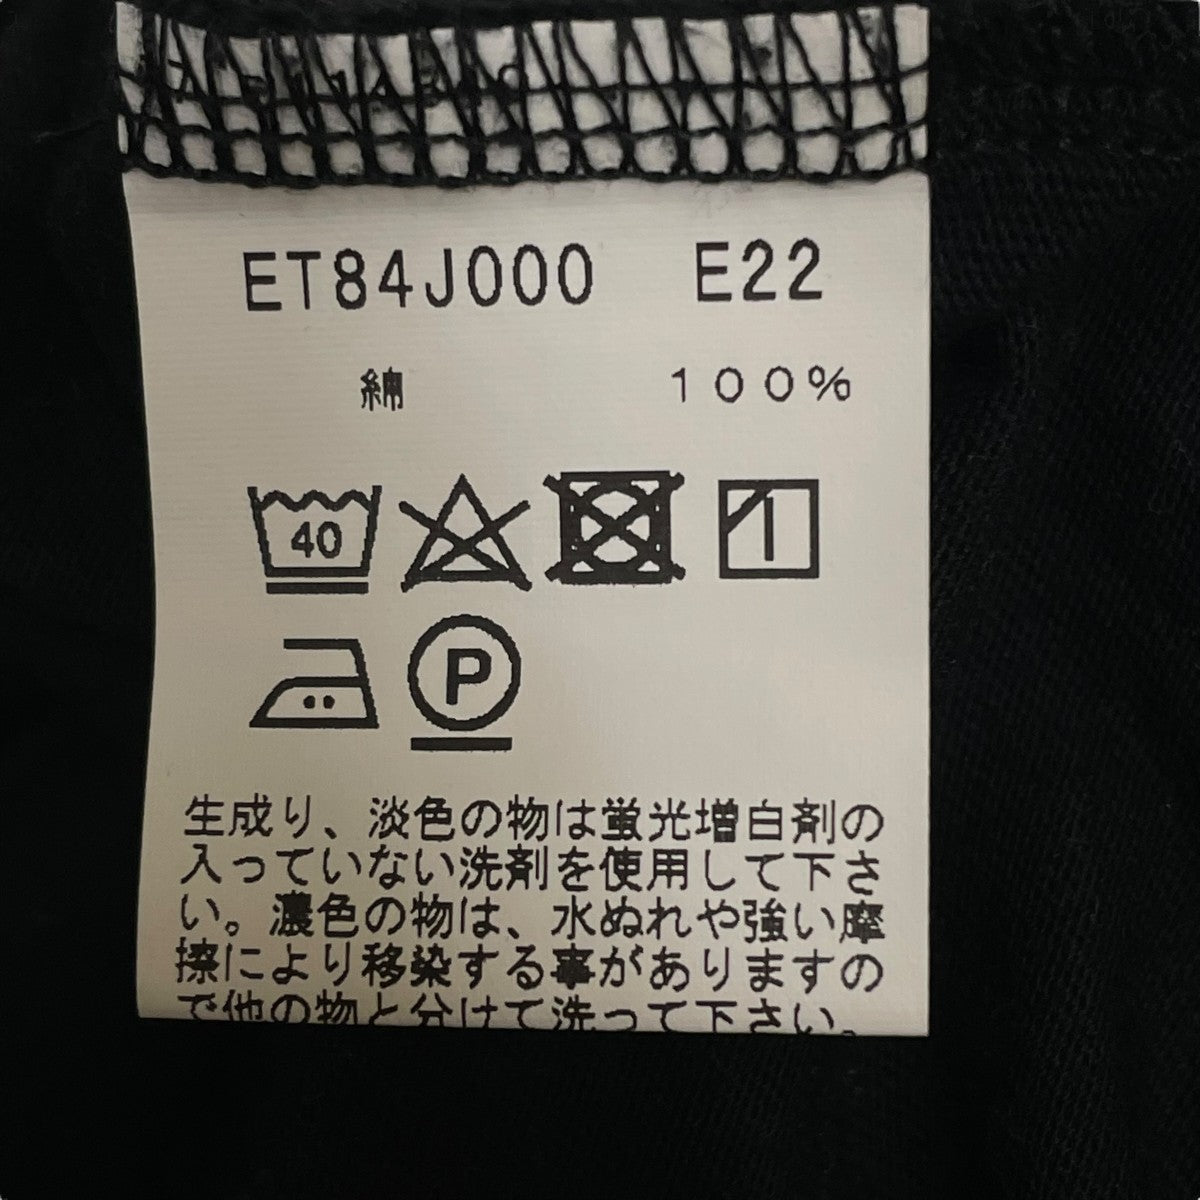 ET84J000 E22
綿 100%
40
P
生成り、淡色の物は蛍光増白剤の
入っていない洗剤を使用して下さ
い。濃色の物は、水ぬれや強い摩
擦により移染する事がありますの
で他の物と分けて洗って下さい。